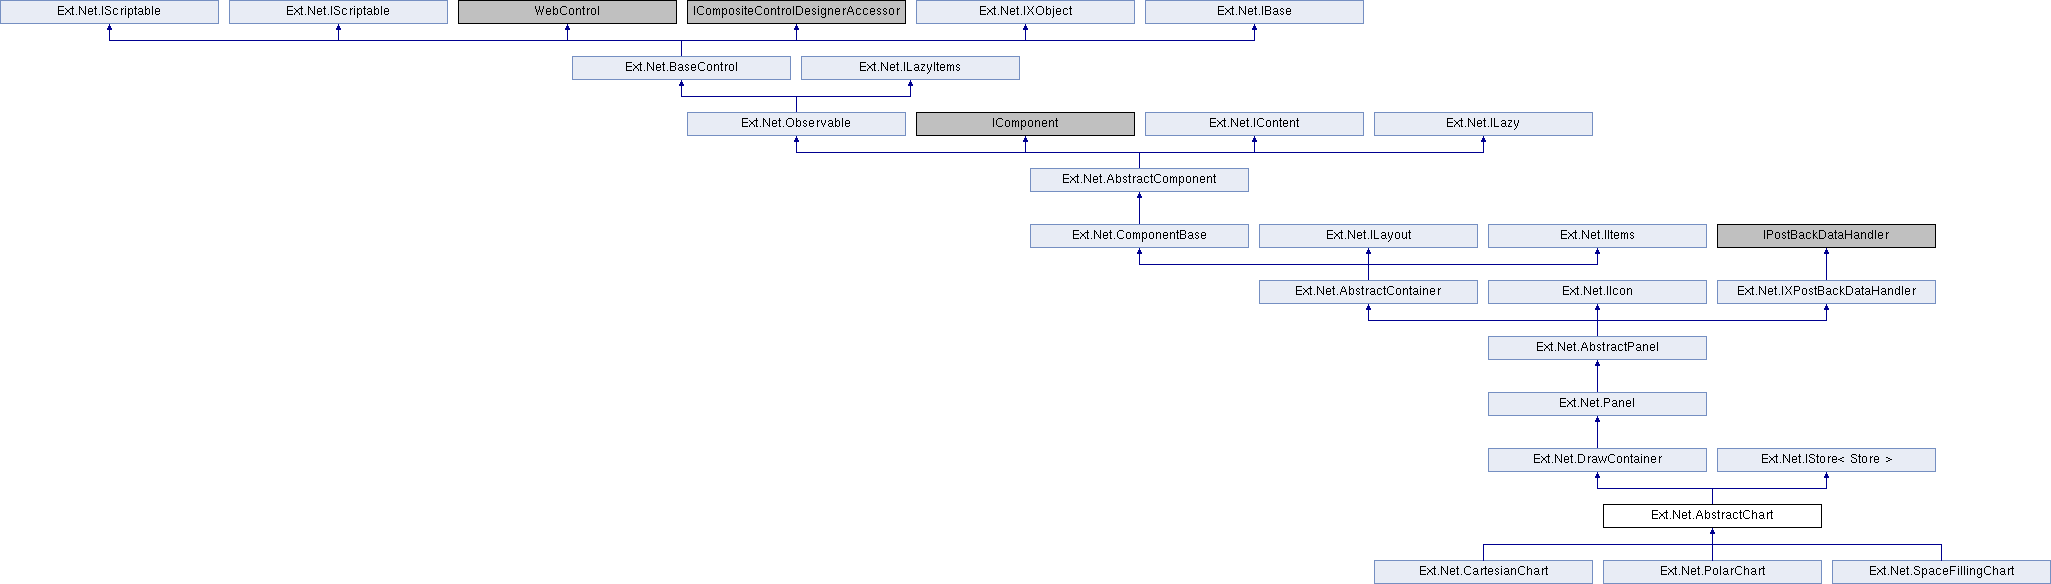 Ext.Net.IScriptable
Ext.Net.IScriptable
WebControl
ICompositeControlDesignerAccessor
Ext.Net.IXObject
Ext.Net.IBase
Ext.Net.BaseControl
Ext.Net.ILazyItems
Ext.Net.Observable
IComponent
Ext.Net.IContent
Ext.Net.ILazy
Ext.Net.AbstractComponent
Ext.Net.ComponentBase
Ext.Net.ILayout
Ext.Net.IItems
IPostBackDataHandler
Ext.Net.AbstractContainer
Ext.Net.IIcon
Ext.Net.IXPostBackDataHandler
Ext.Net.AbstractPanel
Ext.Net.Panel
Ext.Net.DrawContainer
Ext.Net.IStore< Store >
Ext.Net.AbstractChart
Ext.Net.CartesianChart
Ext.Net.PolarChart
Ext.Net.SpaceFillingChart